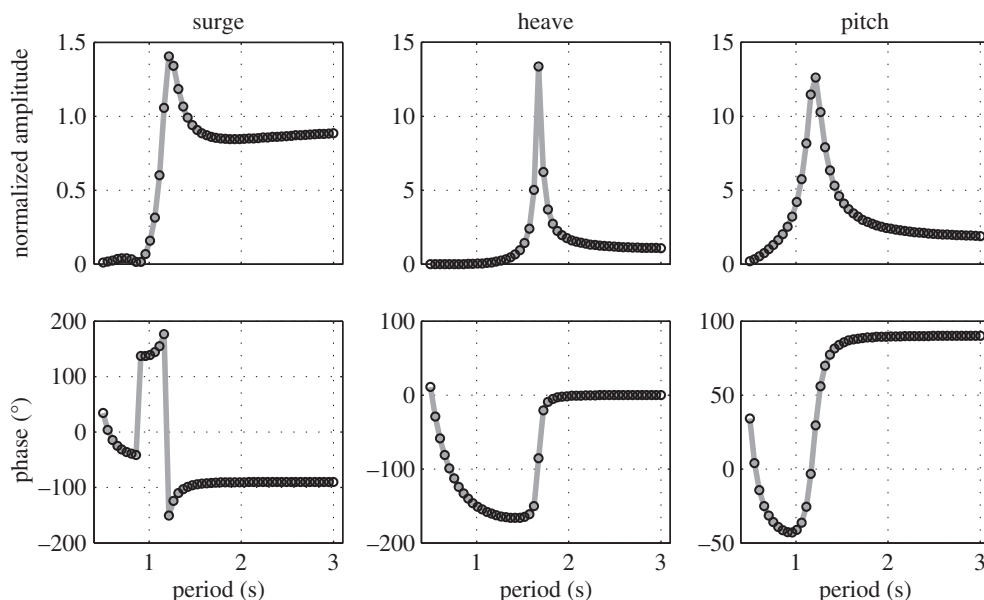 surge heave pitch
normalized amplitude
1.5 15 15
1.0 10 10
0.5 5 5
0 0 0
phase (°)
200 100 100
100 0 50
0 −100 0
−100 −200 −50
−200
1 2 3 1 2 3 1 2 3
period (s) period (s) period (s)